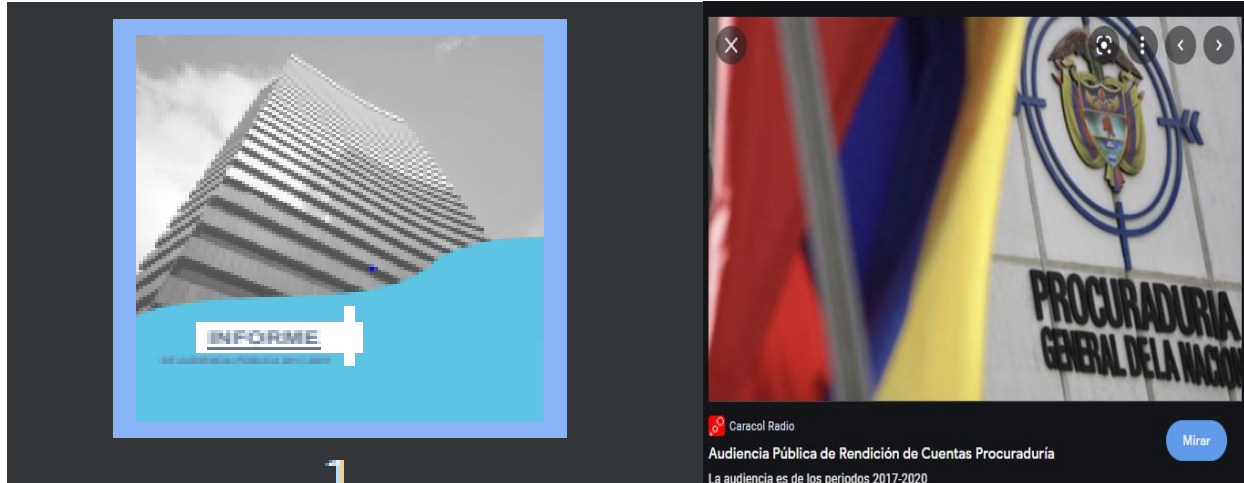 INFORME
1
PROCURADURIA
GENERAL DE LA NACION
Caracol Radio
Audiencia Pública de Rendición de Cuentas Procuraduría
Mirar
La audiencia es de los periodos 2017-2020